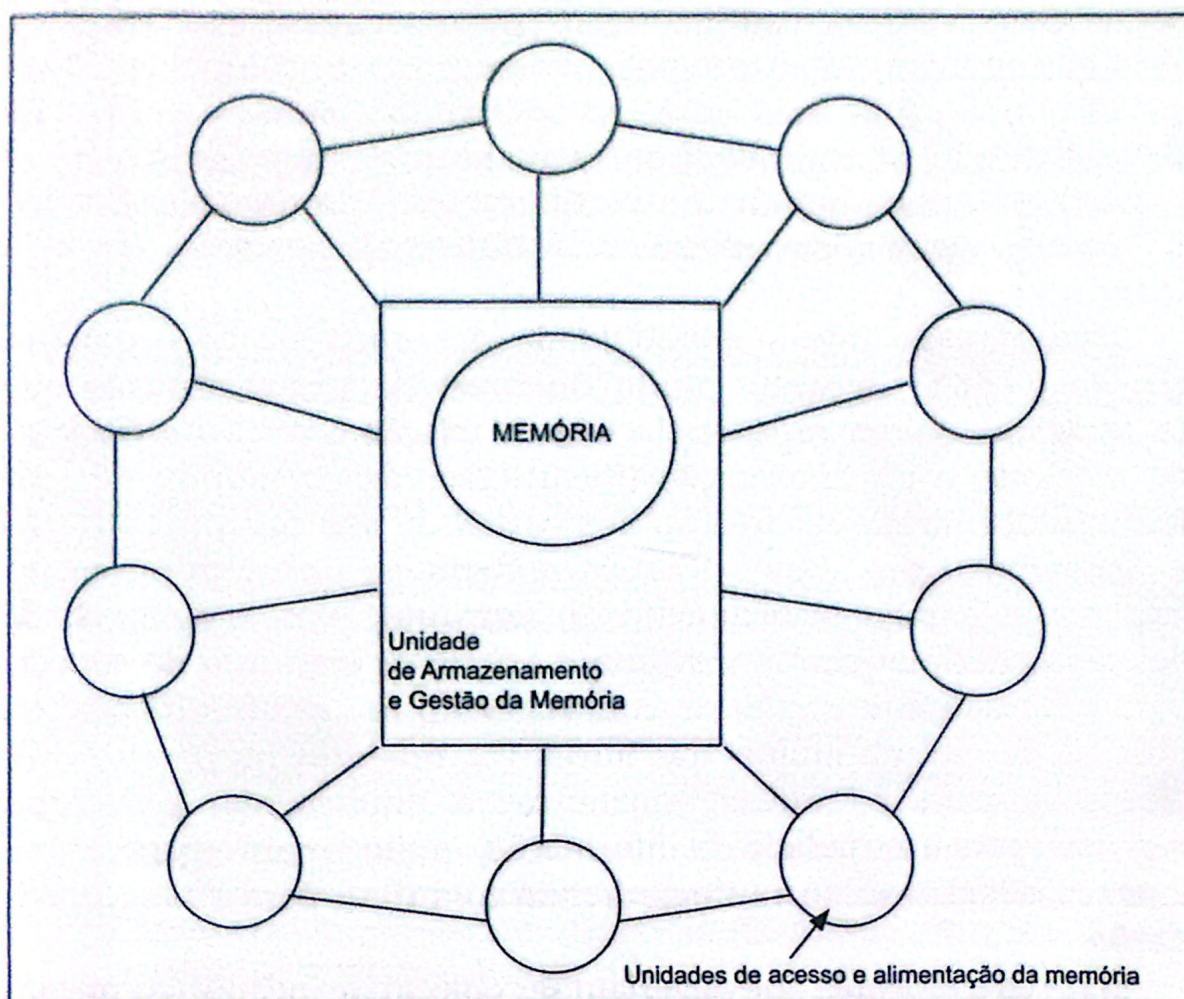 MEMÓRIA
Unidade
de Armazenamento
e Gestão da Memória
Unidades de acesso e alimentação da memória